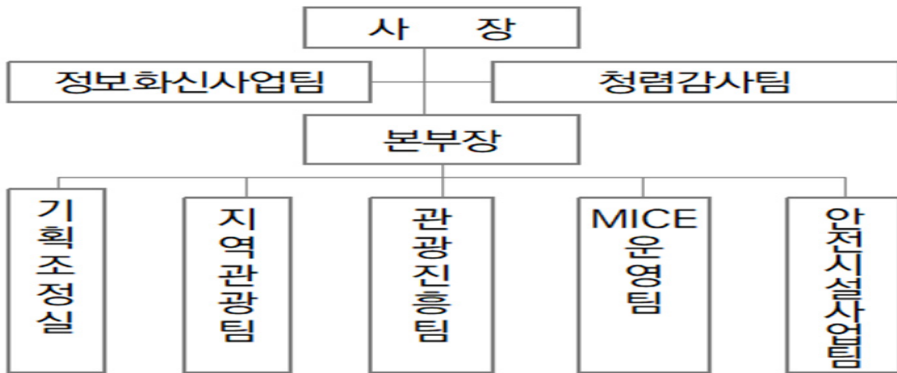 사 장
정보화신사업팀
청렴감사팀
본부장
기획조정실
지역관광팀
관광진흥팀
MICE운영팀
안전시설사업팀